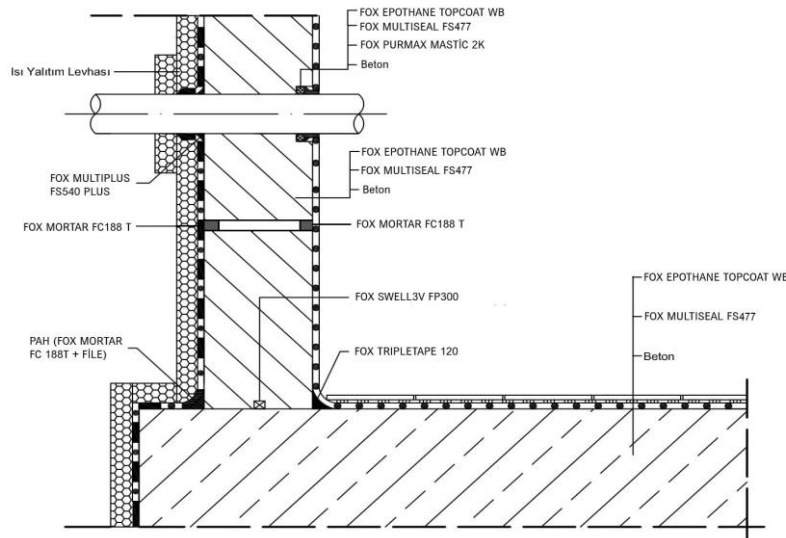 FOX EPOTHANE TOPCOAT WB
FOX MULTISEAL FS477
FOX PURMAX MASTİC 2K
Beton
Isı Yalıtım Levhası
FOX EPOTHANE TOPCOAT WB
FOX MULTISEAL FS477
Beton
FOX MULTIPLUS
FS540 PLUS
FOX MORTAR FC188 T
FOX MORTAR FC188 T
FOX EPOTHANE TOPCOAT WB
FOX MULTISEAL FS477
Beton
FOX SWELL3V FP300
PAH (FOX MORTAR
FC 188T + FİLE)
FOX TRIPLETAPE 120